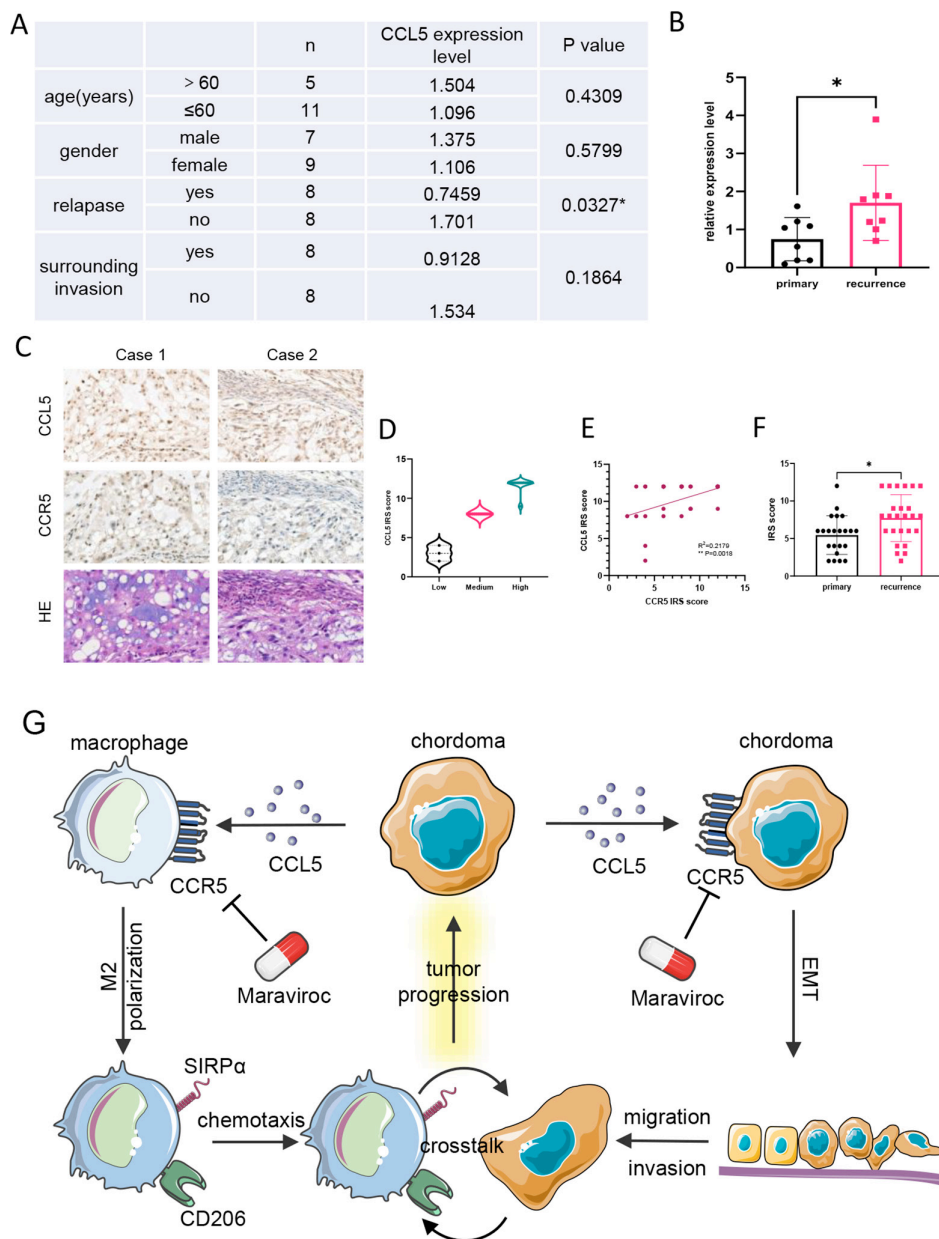 A
n
CCL5 expression
level
P value
age(years)
> 60
5
1.504
0.4309
≤60
11
1.096
gender
male
7
1.375
0.5799
female
9
1.106
relapase
yes
8
0.7459
0.0327*
no
8
1.701
surrounding
invasion
yes
8
0.9128
0.1864
no
8
1.534
B
relative expression level
5
4
3
2
1
0
*
primary
recurrence
C
Case 1
Case 2
CCL5
CCR5
HE
D
CCL5 IRS score
15
10
5
0
Low
Medium
High
E
CCL5 IRS score
15
10
5
0
R²=0.2179
** P=0.0018
0
5
10
15
CCR5 IRS score
F
IRS score
15
10
5
0
*
primary
recurrence
G
macrophage
chordoma
chordoma
CCL5
CCL5
CCR5
CCR5
M2
polarization
Maraviroc
tumor
progression
Maraviroc
EMT
SIRPα
chemotaxis
crosstalk
migration
invasion
CD206